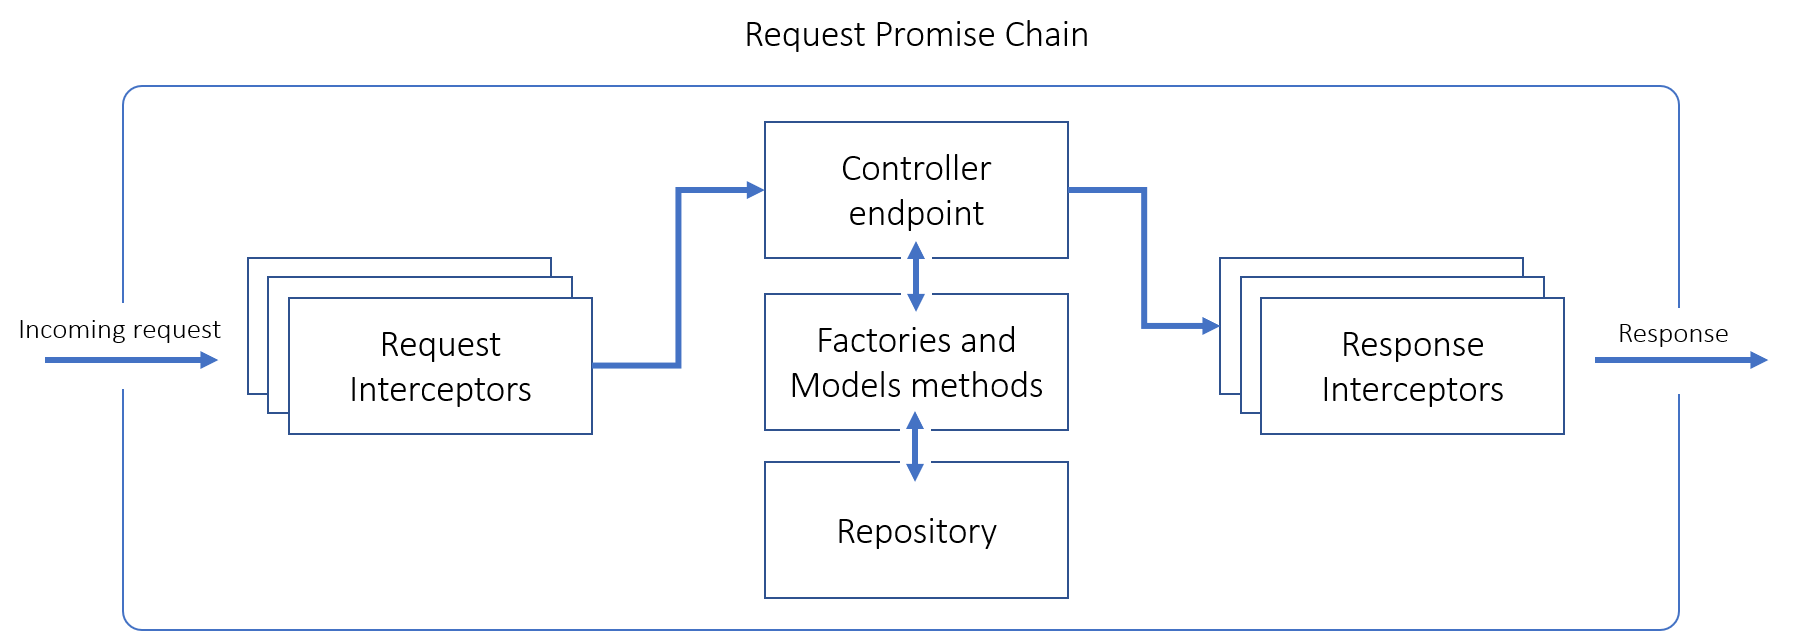 Request Promise Chain
Incoming request
Request
Interceptors
Controller
endpoint
Factories and
Models methods
Repository
Response
Interceptors
Response